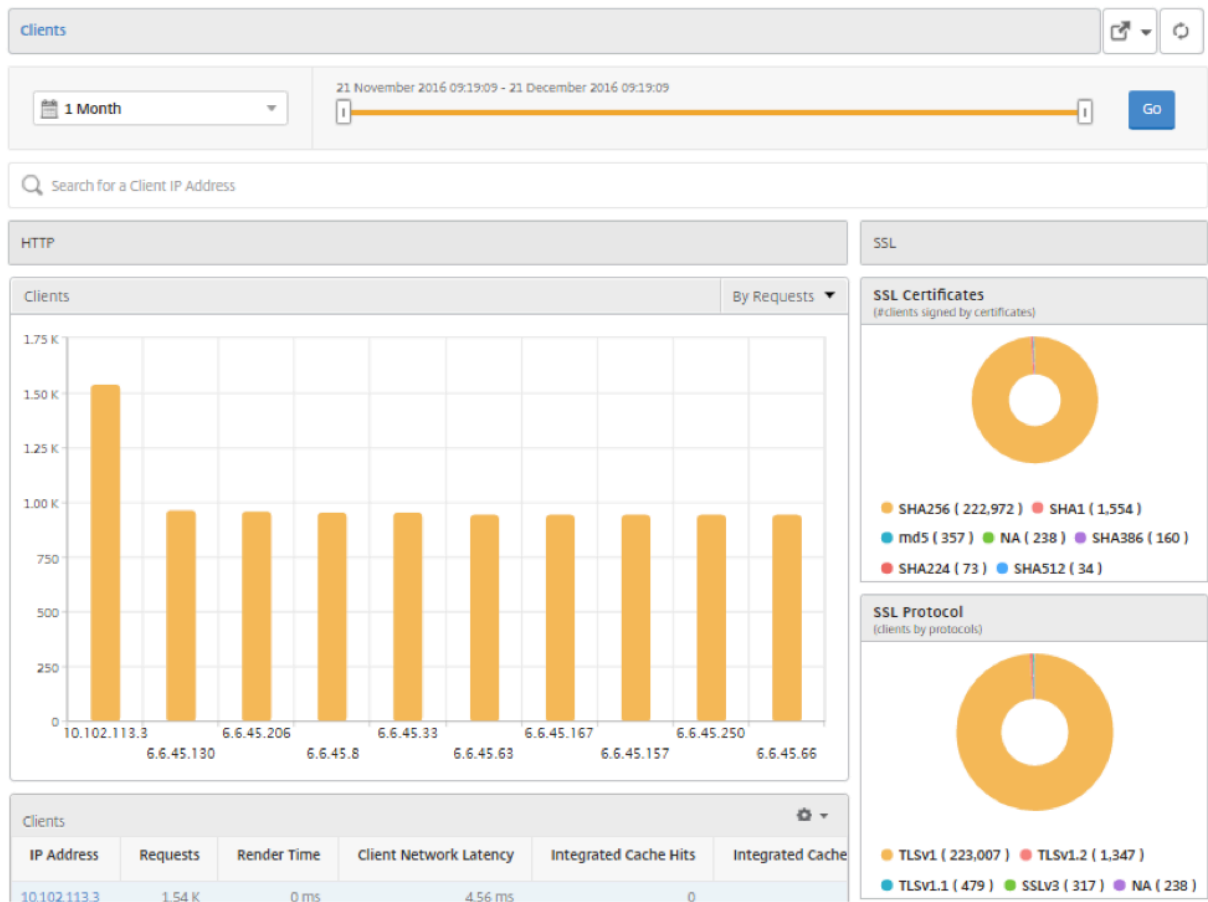 Clients
1 Month
21 November 2016 09:19:09 - 21 December 2016 09:19:09
Go
Search for a Client IP Address
HTTP
Clients
By Requests
1.75 K
1.50 K
1.25 K
1.00 K
750
500
250
0
10.102.113.3
6.6.45.130
6.6.45.206
6.6.45.8
6.6.45.33
6.6.45.63
6.6.45.167
6.6.45.157
6.6.45.250
6.6.45.66
Clients
IP Address Requests Render Time Client Network Latency Integrated Cache Hits Integrated Cache
10.102.113.3 1.54 K 0 ms 4.56 ms 0
SSL
SSL Certificates
(#clients signed by certificates)
SHA256 ( 222,972 ) SHA1 ( 1,554 )
md5 ( 357 ) NA ( 238 ) SHA386 ( 160 )
SHA224 ( 73 ) SHA512 ( 34 )
SSL Protocol
(clients by protocols)
TLSv1 ( 223,007 ) TLSv1.2 ( 1,347 )
TLSv1.1 ( 479 ) SSLv3 ( 317 ) NA ( 238 )